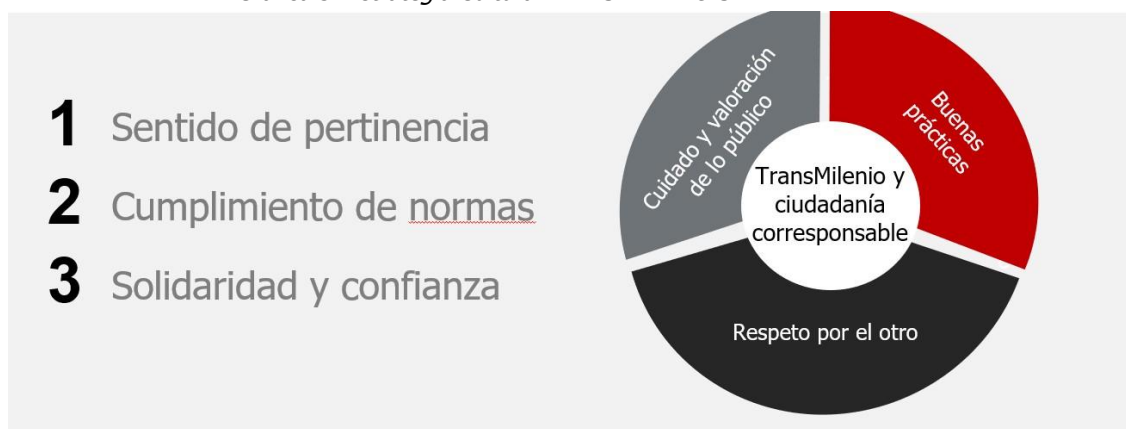 1 Sentido de pertinencia
2 Cumplimiento de normas
3 Solidaridad y confianza
Cuidado y valoración
de lo público
Buenas
prácticas
TransMilenio y
ciudadanía
corresponsable
Respeto por el otro